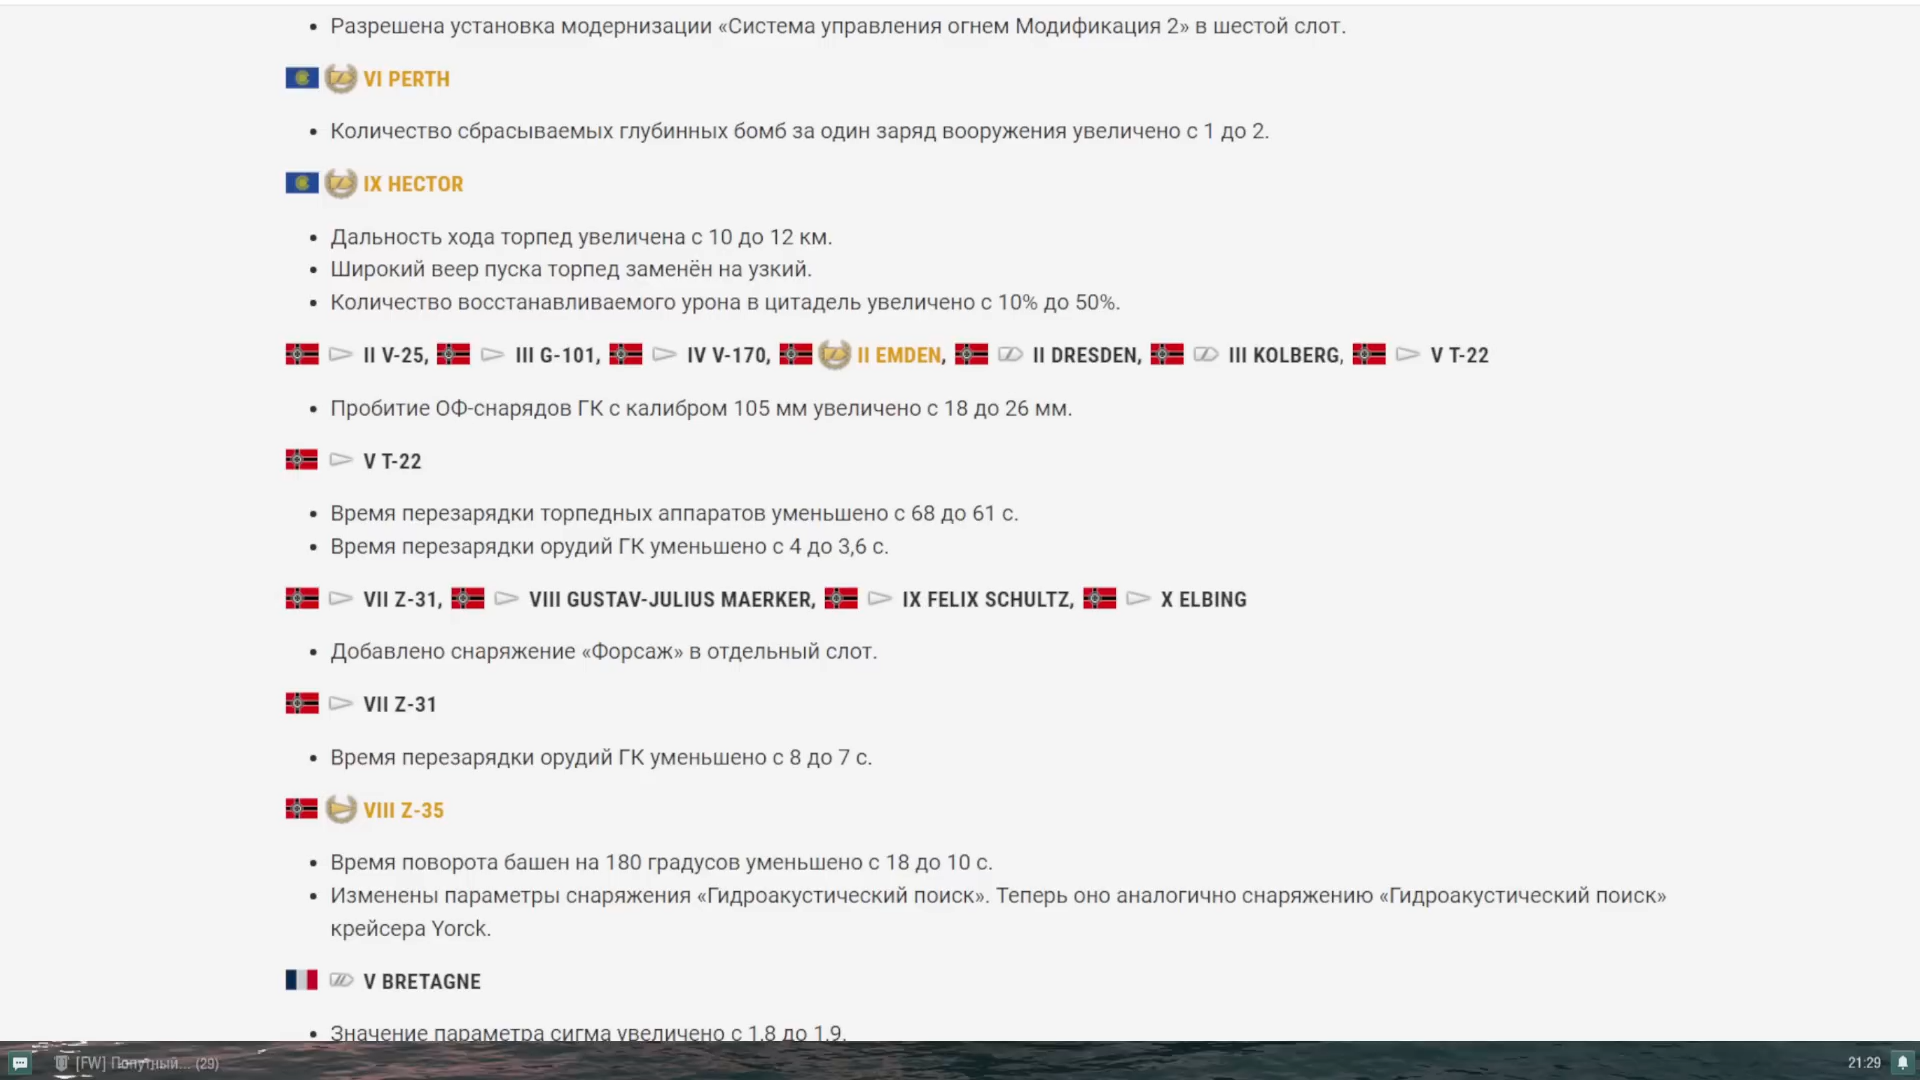 • Разрешена установка модернизации «Система управления огнем Модификация 2» в шестой слот.
VI PERTH
• Количество сбрасываемых глубинных бомб за один заряд вооружения увеличено с 1 до 2.
IX HECTOR
• Дальность хода торпед увеличена с 10 до 12 км.
• Широкий веер пуска торпед заменён на узкий.
• Количество восстанавливаемого урона в цитадель увеличено с 10% до 50%.
II V-25, III G-101, IV V-170, II EMDEN, II DRESDEN, III KOLBERG, V T-22
• Пробитие ОФ-снарядов ГК с калибром 105 мм увеличено с 18 до 26 мм.
V T-22
• Время перезарядки торпедных аппаратов уменьшено с 68 до 61 с.
• Время перезарядки орудий ГК уменьшено с 4 до 3,6 с.
VII Z-31, VIII GUSTAV-JULIUS MAERKER, IX FELIX SCHULTZ, X ELBING
• Добавлено снаряжение «Форсаж» в отдельный слот.
VII Z-31
• Время перезарядки орудий ГК уменьшено с 8 до 7 с.
VIII Z-35
• Время поворота башен на 180 градусов уменьшено с 18 до 10 с.
• Изменены параметры снаряжения «Гидроакустический поиск». Теперь оно аналогично снаряжению «Гидроакустический поиск»
крейсера Yorck.
V BRETAGNE
• Значение параметра сигма увеличено с 1,8 до 1,9.
[FW] Попутный... (29)
21:29